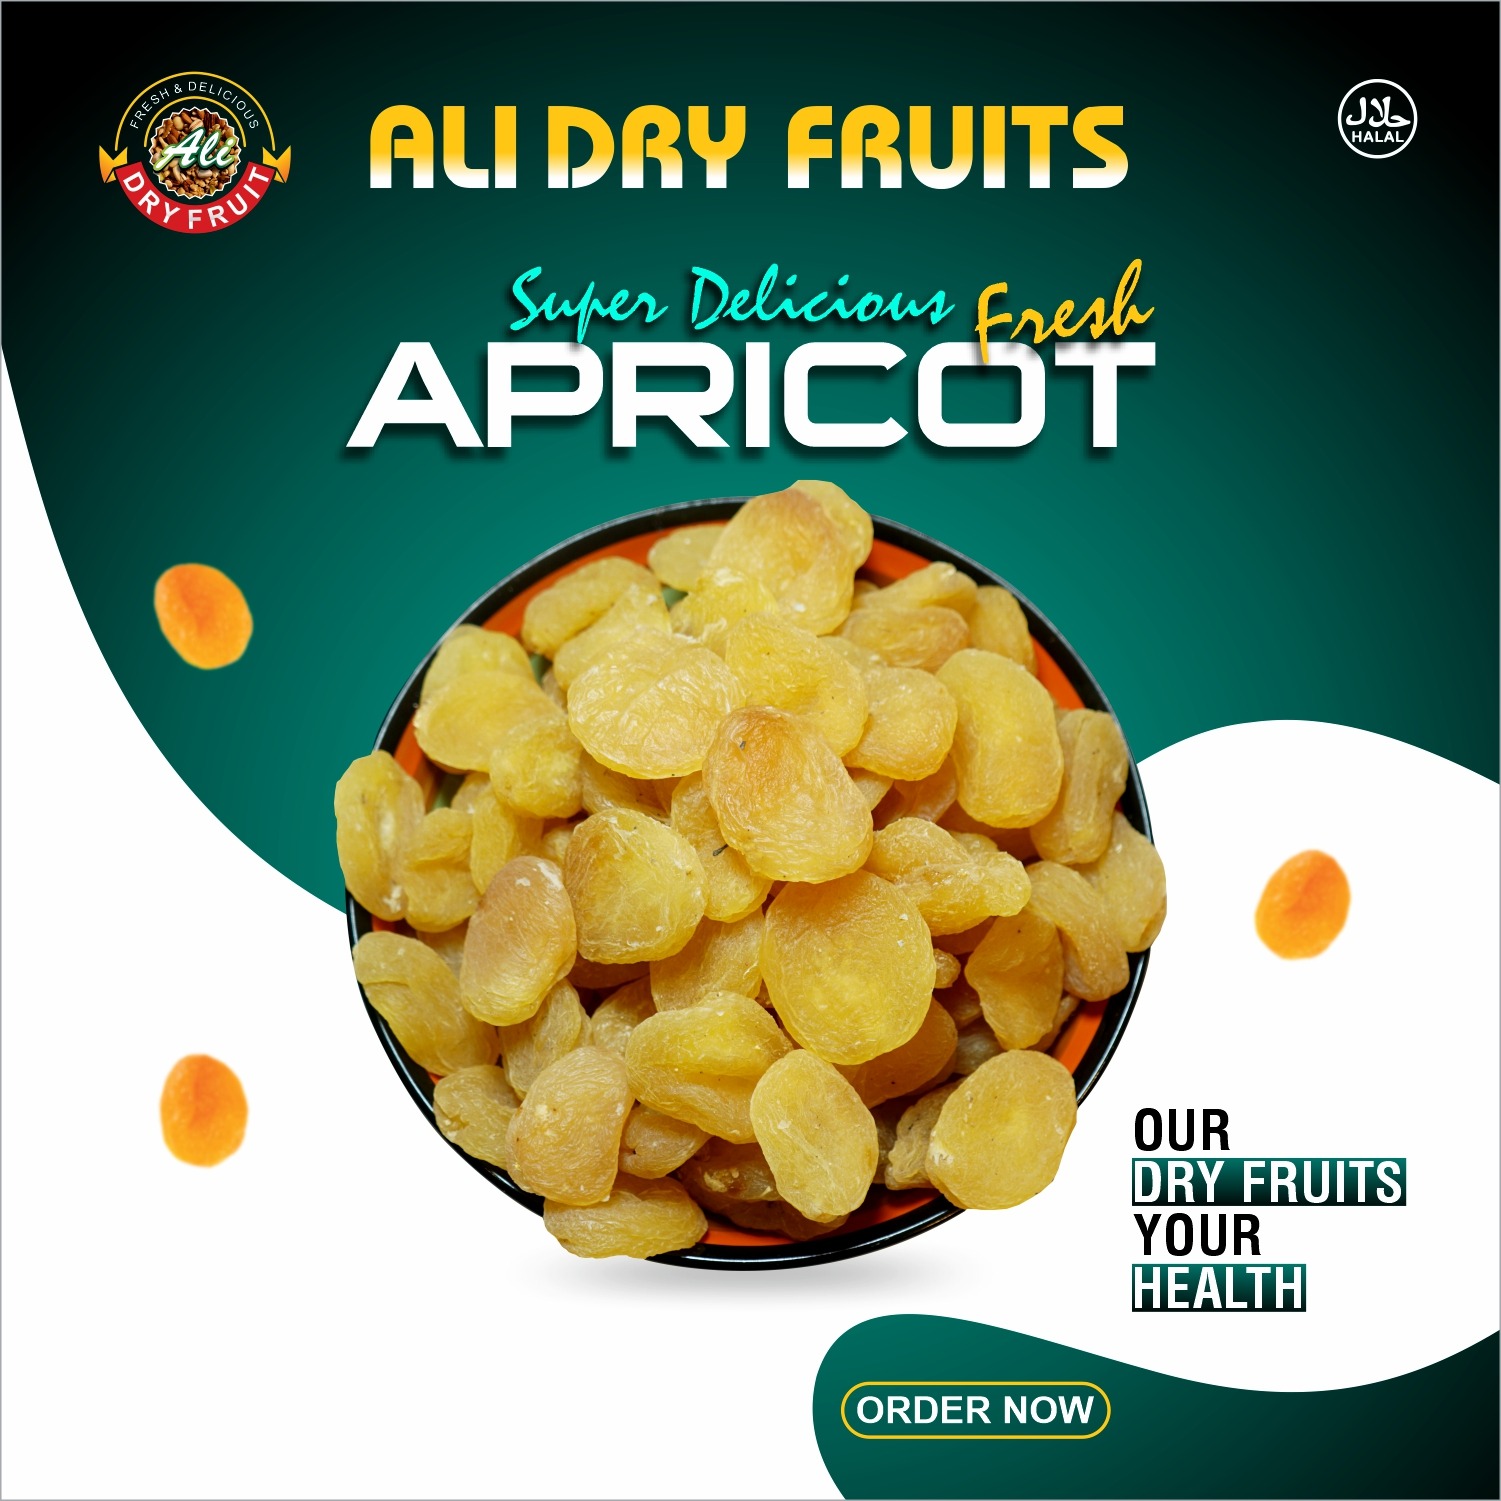 FRESH & DELICIOUS
Ali
DRY FRUIT
ALI DRY FRUITS
حلال
HALAL
Super Delicious Fresh
APRICOT
OUR
DRY FRUITS
YOUR
HEALTH
ORDER NOW